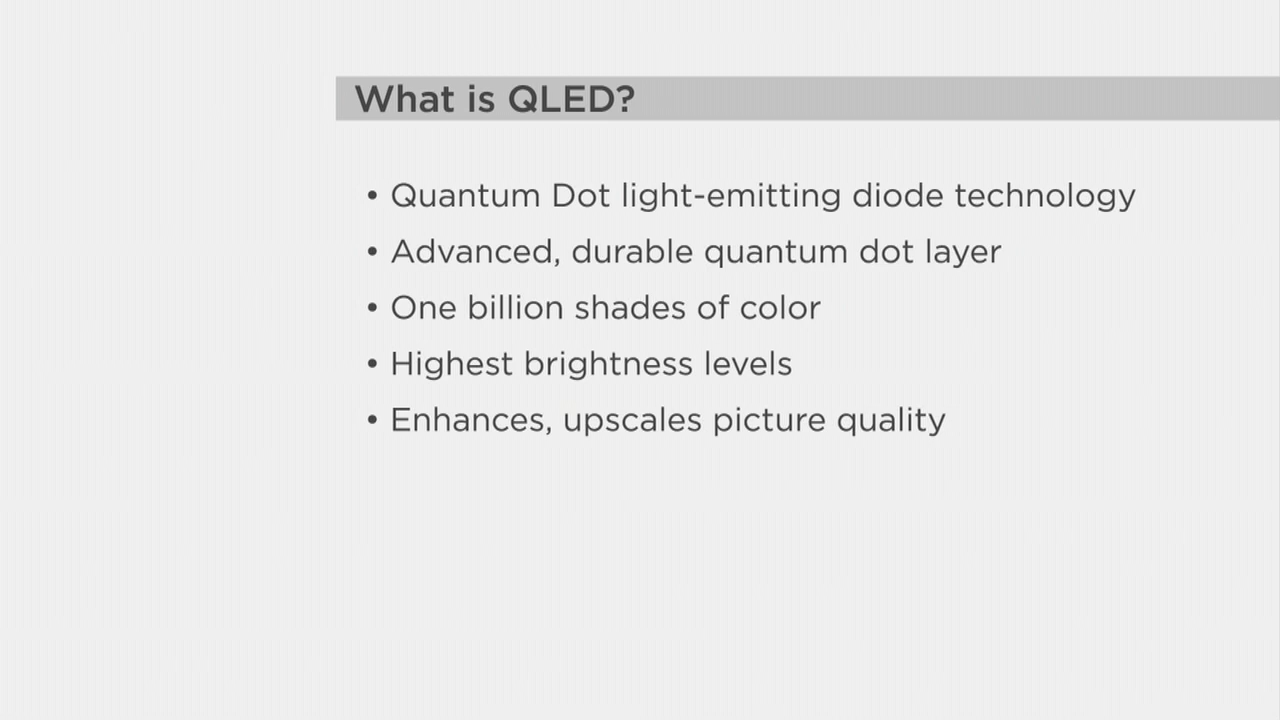 What is QLED?
• Quantum Dot light-emitting diode technology
• Advanced, durable quantum dot layer
• One billion shades of color
• Highest brightness levels
• Enhances, upscales picture quality